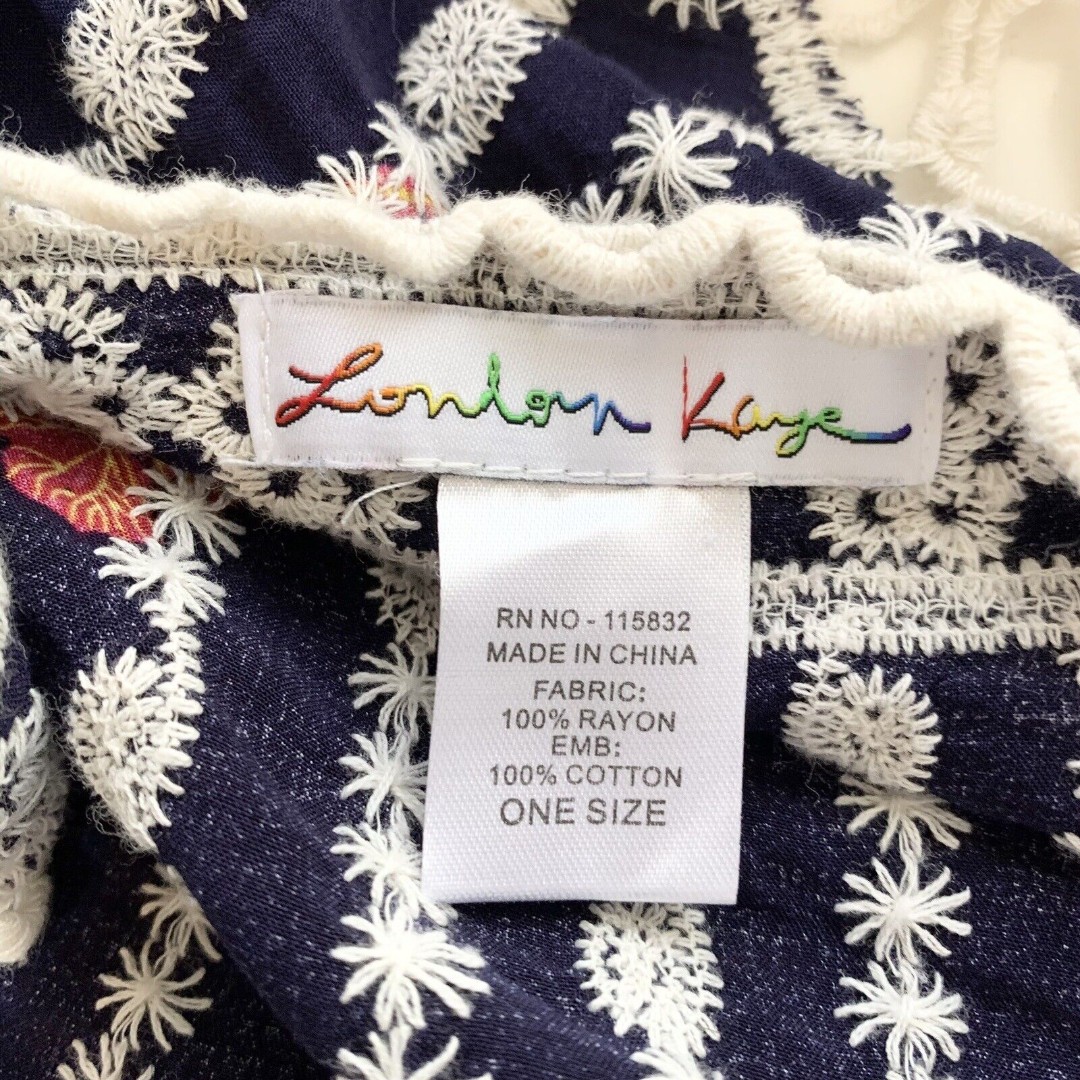 London Kaye
RN NO - 115832
MADE IN CHINA
FABRIC:
100% RAYON
EMB:
100% COTTON
ONE SIZE